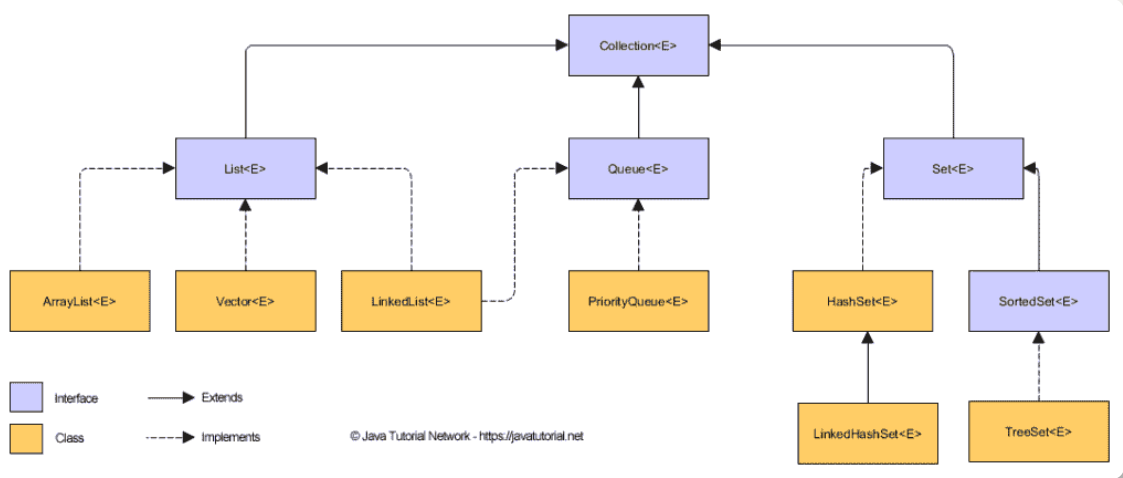 Collection<E>
List<E>
Queue<E>
Set<E>
ArrayList<E>
Vector<E>
LinkedList<E>
PriorityQueue<E>
HashSet<E>
SortedSet<E>
Interface
Extends
Class
Implements
© Java Tutorial Network - https://javatutorial.net
LinkedHashSet<E>
TreeSet<E>